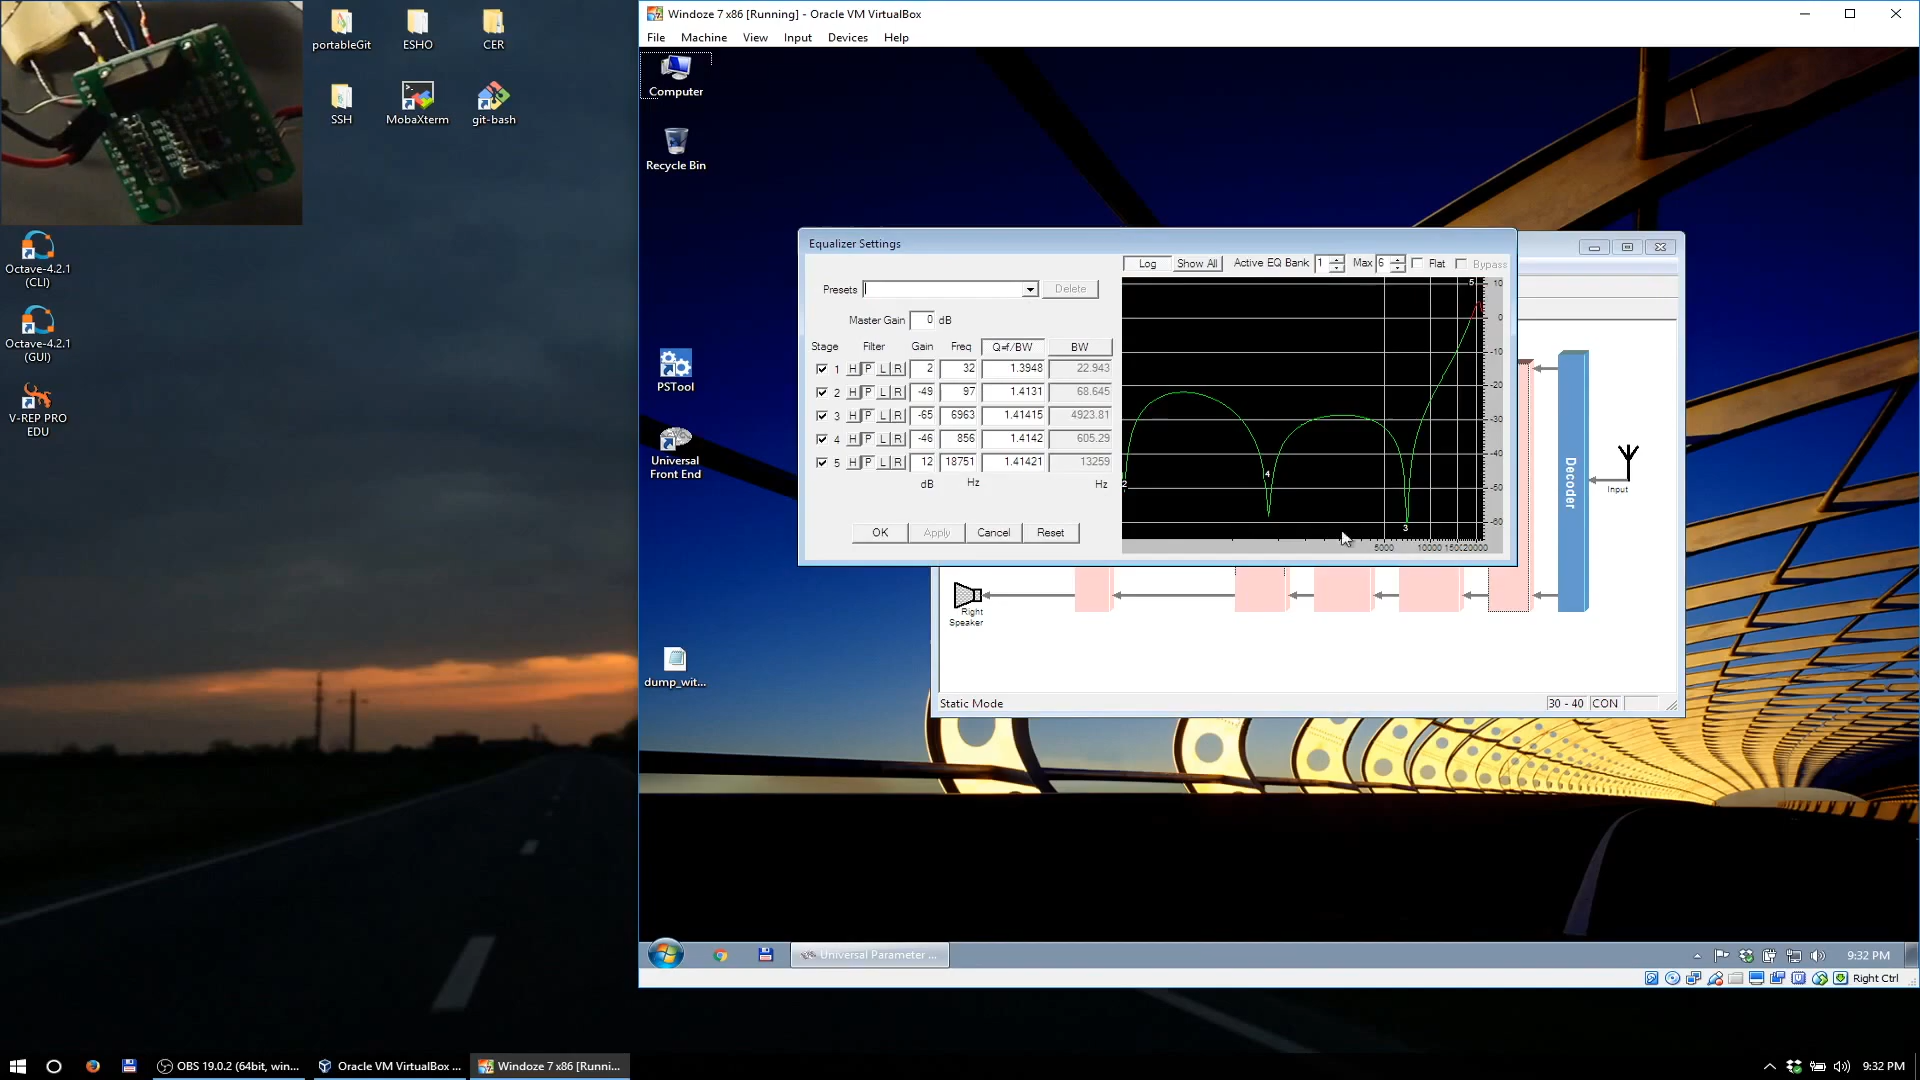 portableGit
ESHO
CER
SSH
MobaXterm
git-bash
Octave-4.2.1
(CLI)
Octave-4.2.1
(GUI)
V-REP PRO
EDU
Windoze 7 x86 [Running] - Oracle VM VirtualBox
File Machine View Input Devices Help
Computer
Recycle Bin
PSTool
Universal
Front End
dump_wit...
Equalizer Settings
Presets
Delete
Log Show All Active EQ Bank 1 Max 6 Flat Bypass
Master Gain 0 dB
Stage Filter Gain Freq Q=f/BW BW
1 H P L R 2 32 1.3948 22.943
2 H P L R -49 97 1.4131 68.645
3 H P L R -65 6963 1.41415 4923.81
4 H P L R -46 856 1.4142 605.29
5 H P L R 12 18751 1.41421 13259
dB Hz Hz
OK Apply Cancel Reset
5
10
0
-10
-20
-30
-40
-50
-60
2
4
3
5000 10000 20000
Decoder
Input
Right
Speaker
Static Mode
30 - 40 CON
Universal Parameter ...
9:32 PM
Right Ctrl
OBS 19.0.2 (64bit, win...
Oracle VM VirtualBox ...
Windoze 7 x86 [Runni...
9:32 PM